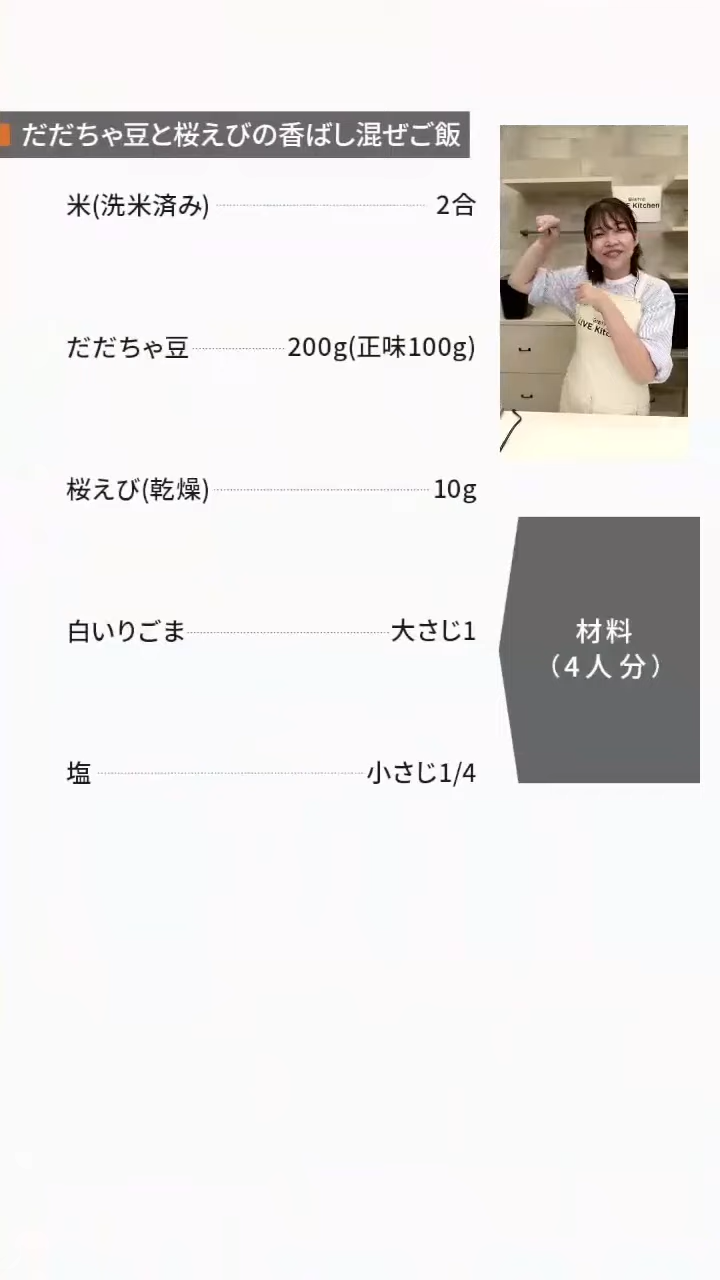 だだちゃ豆と桜えびの香ばし混ぜご飯
米(洗米済み) 2合
だだちゃ豆 200g(正味100g)
桜えび(乾燥) 10g
白いりごま 大さじ1
塩 小さじ1/4
材料
(4人分)
Kitchen
LIVE Kitc